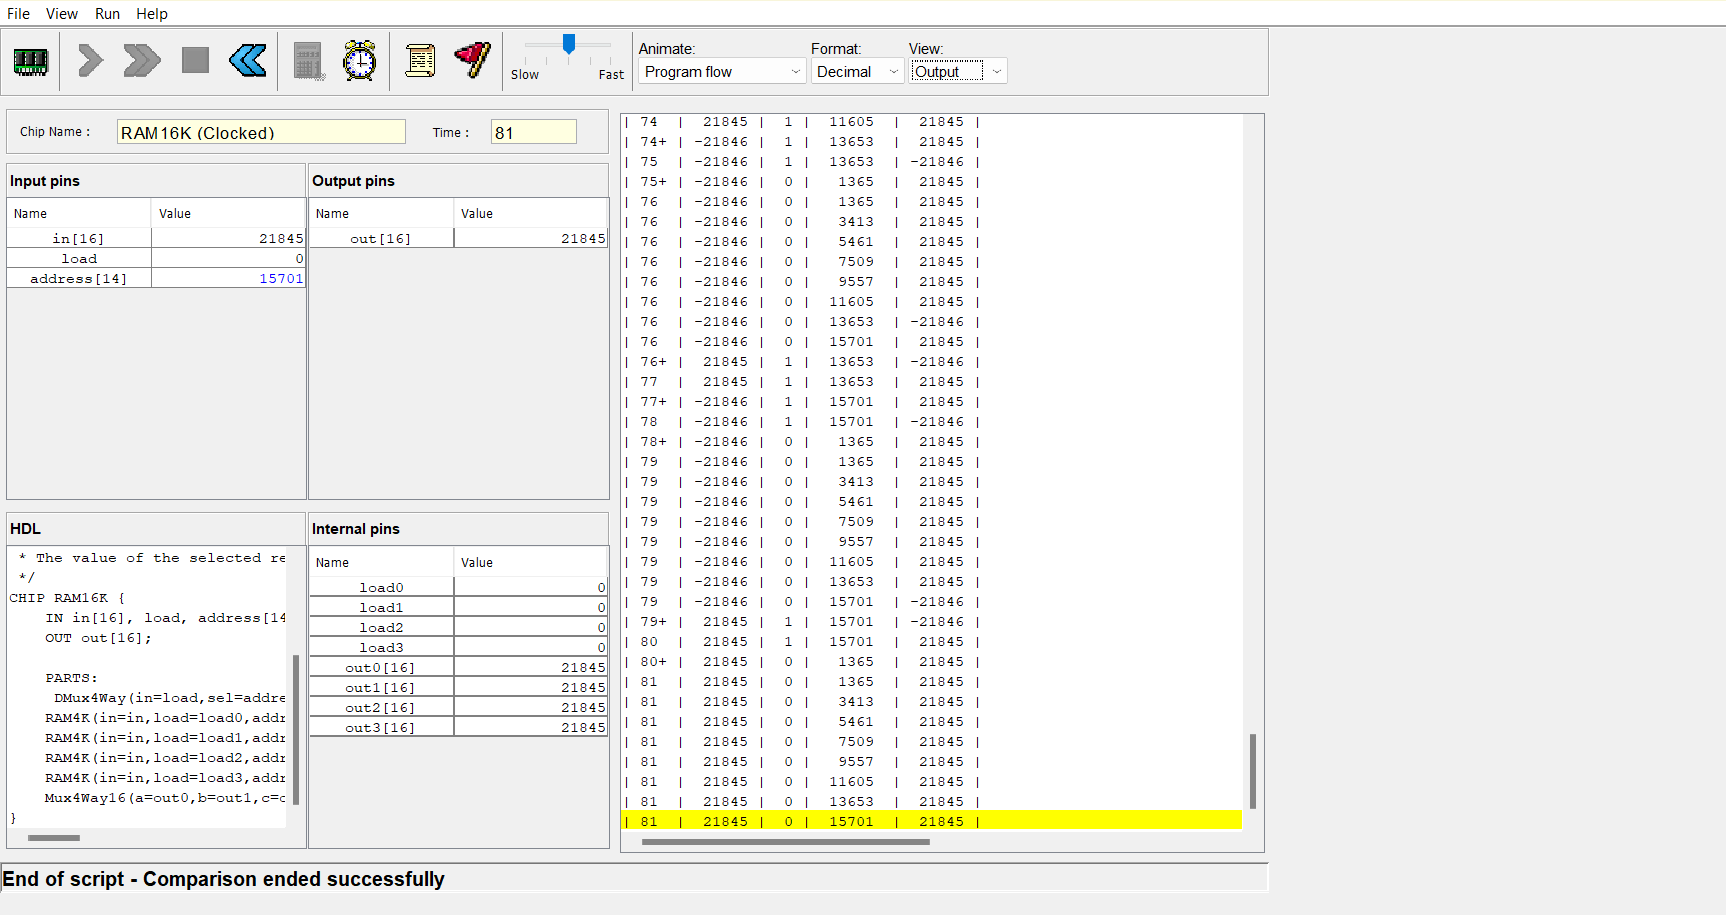 File View Run Help
Animate: Format: View:
Slow Fast Program flow Decimal Output
Chip Name : RAM16K (Clocked) Time : 81
Input pins
Name Value
in[16] 21845
load 0
address[14] 15701
Output pins
Name Value
out[16] 21845
HDL
* The value of the selected re
*/
CHIP RAM16K {
IN in[16], load, address[14
OUT out[16];
PARTS:
DMux4Way(in=load,sel=addre
RAM4K(in=in,load=load0,addr
RAM4K(in=in,load=load1,addr
RAM4K(in=in,load=load2,addr
RAM4K(in=in,load=load3,addr
Mux4Way16(a=out0,b=out1,c=o
}
Internal pins
Name Value
load0 0
load1 0
load2 0
load3 0
out0[16] 21845
out1[16] 21845
out2[16] 21845
out3[16] 21845
| 74 | 21845 | 1 | 11605 | 21845 |
| 74+ | -21846 | 1 | 13653 | 21845 |
| 75 | -21846 | 1 | 13653 | -21846 |
| 75+ | -21846 | 0 | 1365 | 21845 |
| 76 | -21846 | 0 | 1365 | 21845 |
| 76 | -21846 | 0 | 3413 | 21845 |
| 76 | -21846 | 0 | 5461 | 21845 |
| 76 | -21846 | 0 | 7509 | 21845 |
| 76 | -21846 | 0 | 9557 | 21845 |
| 76 | -21846 | 0 | 11605 | 21845 |
| 76 | -21846 | 0 | 13653 | -21846 |
| 76 | -21846 | 0 | 15701 | 21845 |
| 76+ | 21845 | 1 | 13653 | -21846 |
| 77 | 21845 | 1 | 13653 | 21845 |
| 77+ | -21846 | 1 | 15701 | 21845 |
| 78 | -21846 | 1 | 15701 | -21846 |
| 78+ | -21846 | 0 | 1365 | 21845 |
| 79 | -21846 | 0 | 1365 | 21845 |
| 79 | -21846 | 0 | 3413 | 21845 |
| 79 | -21846 | 0 | 5461 | 21845 |
| 79 | -21846 | 0 | 7509 | 21845 |
| 79 | -21846 | 0 | 9557 | 21845 |
| 79 | -21846 | 0 | 11605 | 21845 |
| 79 | -21846 | 0 | 13653 | 21845 |
| 79 | -21846 | 0 | 15701 | -21846 |
| 79+ | 21845 | 1 | 15701 | -21846 |
| 80 | 21845 | 1 | 15701 | 21845 |
| 80+ | 21845 | 0 | 1365 | 21845 |
| 81 | 21845 | 0 | 1365 | 21845 |
| 81 | 21845 | 0 | 3413 | 21845 |
| 81 | 21845 | 0 | 5461 | 21845 |
| 81 | 21845 | 0 | 7509 | 21845 |
| 81 | 21845 | 0 | 9557 | 21845 |
| 81 | 21845 | 0 | 11605 | 21845 |
| 81 | 21845 | 0 | 13653 | 21845 |
| 81 | 21845 | 0 | 15701 | 21845 |
End of script - Comparison ended successfully